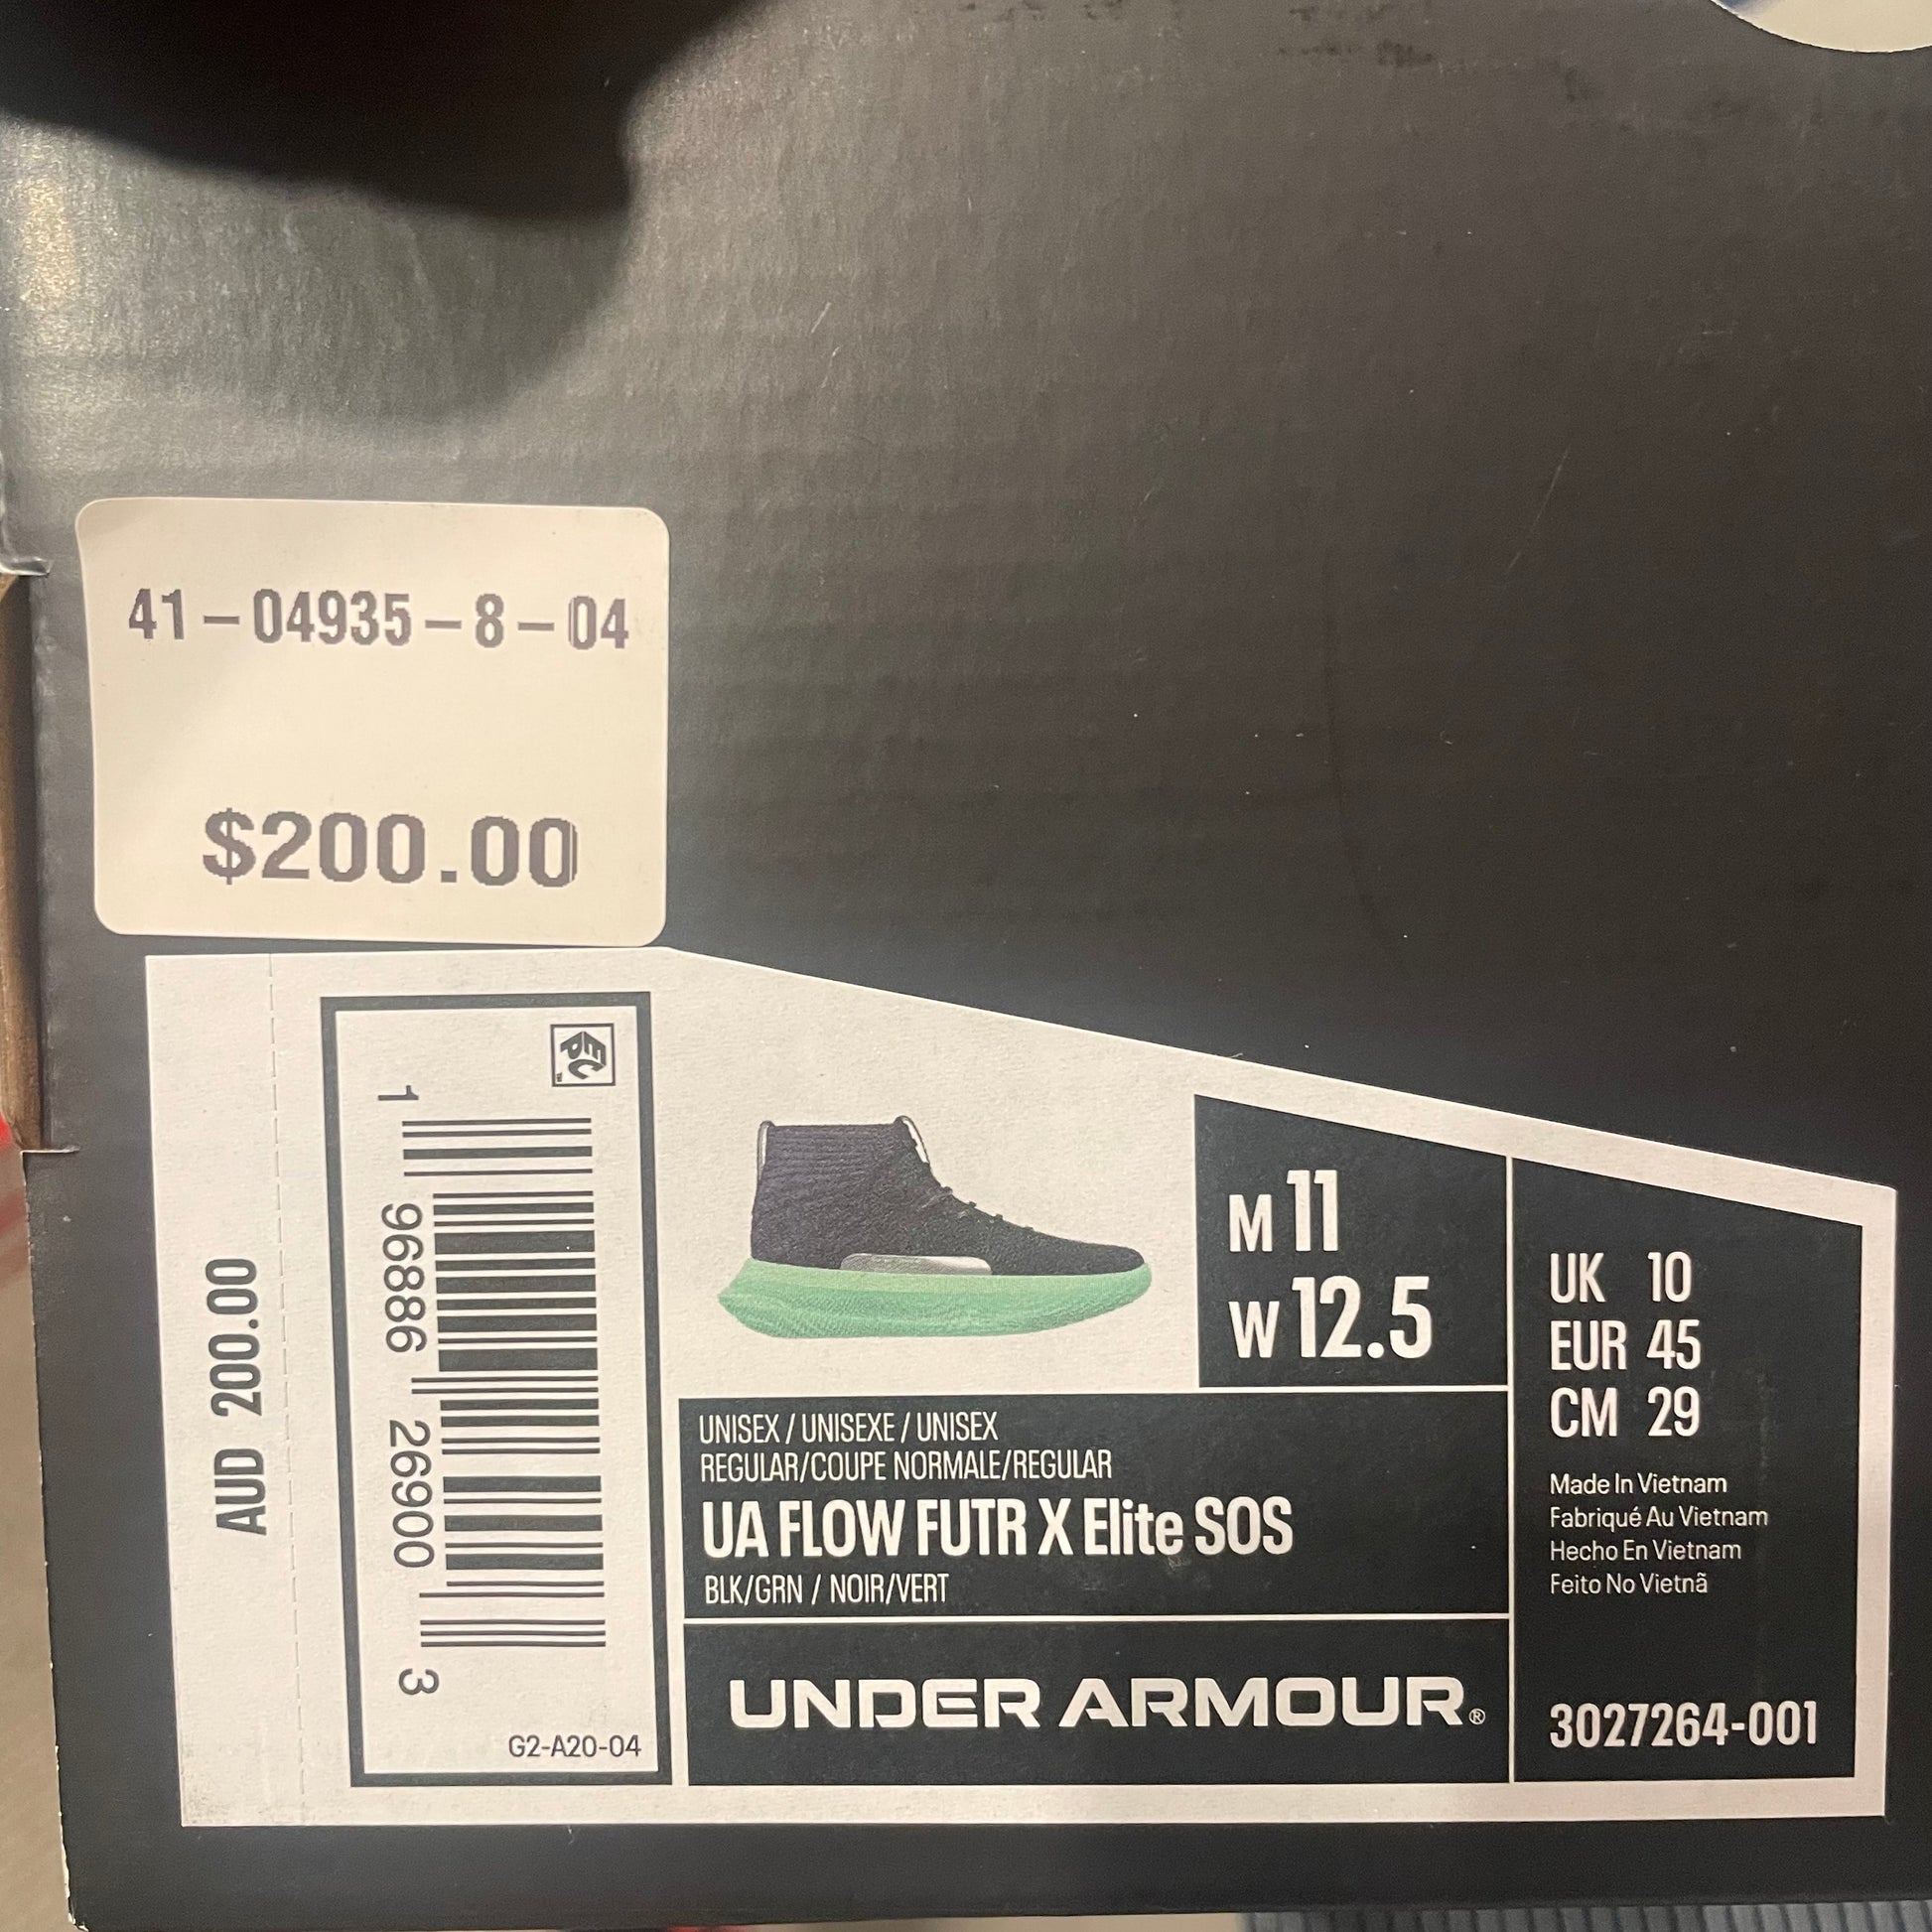 41-04935-8-04
$200.00
AUD 200.00
EPC™
1 96886 26900 3
G2-A20-04
M 11
W 12.5
UK 10
EUR 45
CM 29
UNISEX / UNISEXE / UNISEX
REGULAR/COUPE NORMALE/REGULAR
UA FLOW FUTR X Elite SOS
BLK/GRN / NOIR/VERT
Made In Vietnam
Fabriqué Au Vietnam
Hecho En Vietnam
Feito No Vietnã
UNDER ARMOUR®
3027264-001